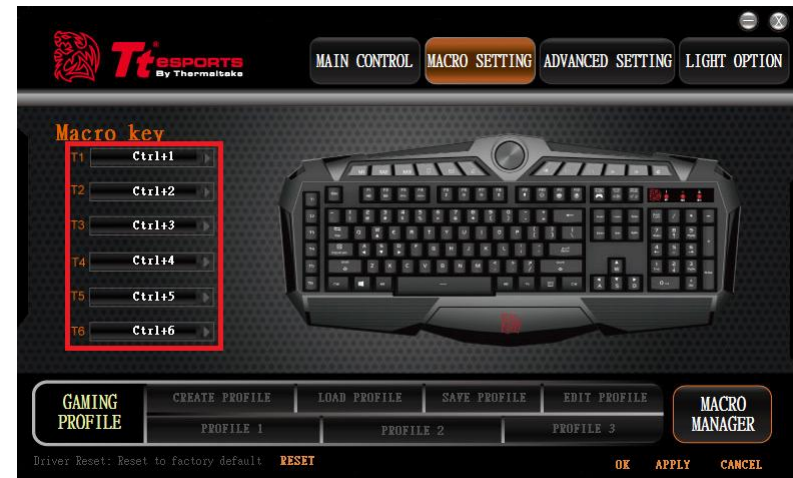 Tt eSPORTS
By Thermaltake
MAIN CONTROL
MACRO SETTING
ADVANCED SETTING
LIGHT OPTION
Macro key
T1 Ctrl+1
T2 Ctrl+2
T3 Ctrl+3
T4 Ctrl+4
T5 Ctrl+5
T6 Ctrl+6
GAMING PROFILE
CREATE PROFILE
LOAD PROFILE
SAVE PROFILE
EDIT PROFILE
PROFILE 1
PROFILE 2
PROFILE 3
MACRO
MANAGER
Driver Reset: Reset to factory default RESET
OK
APPLY
CANCEL